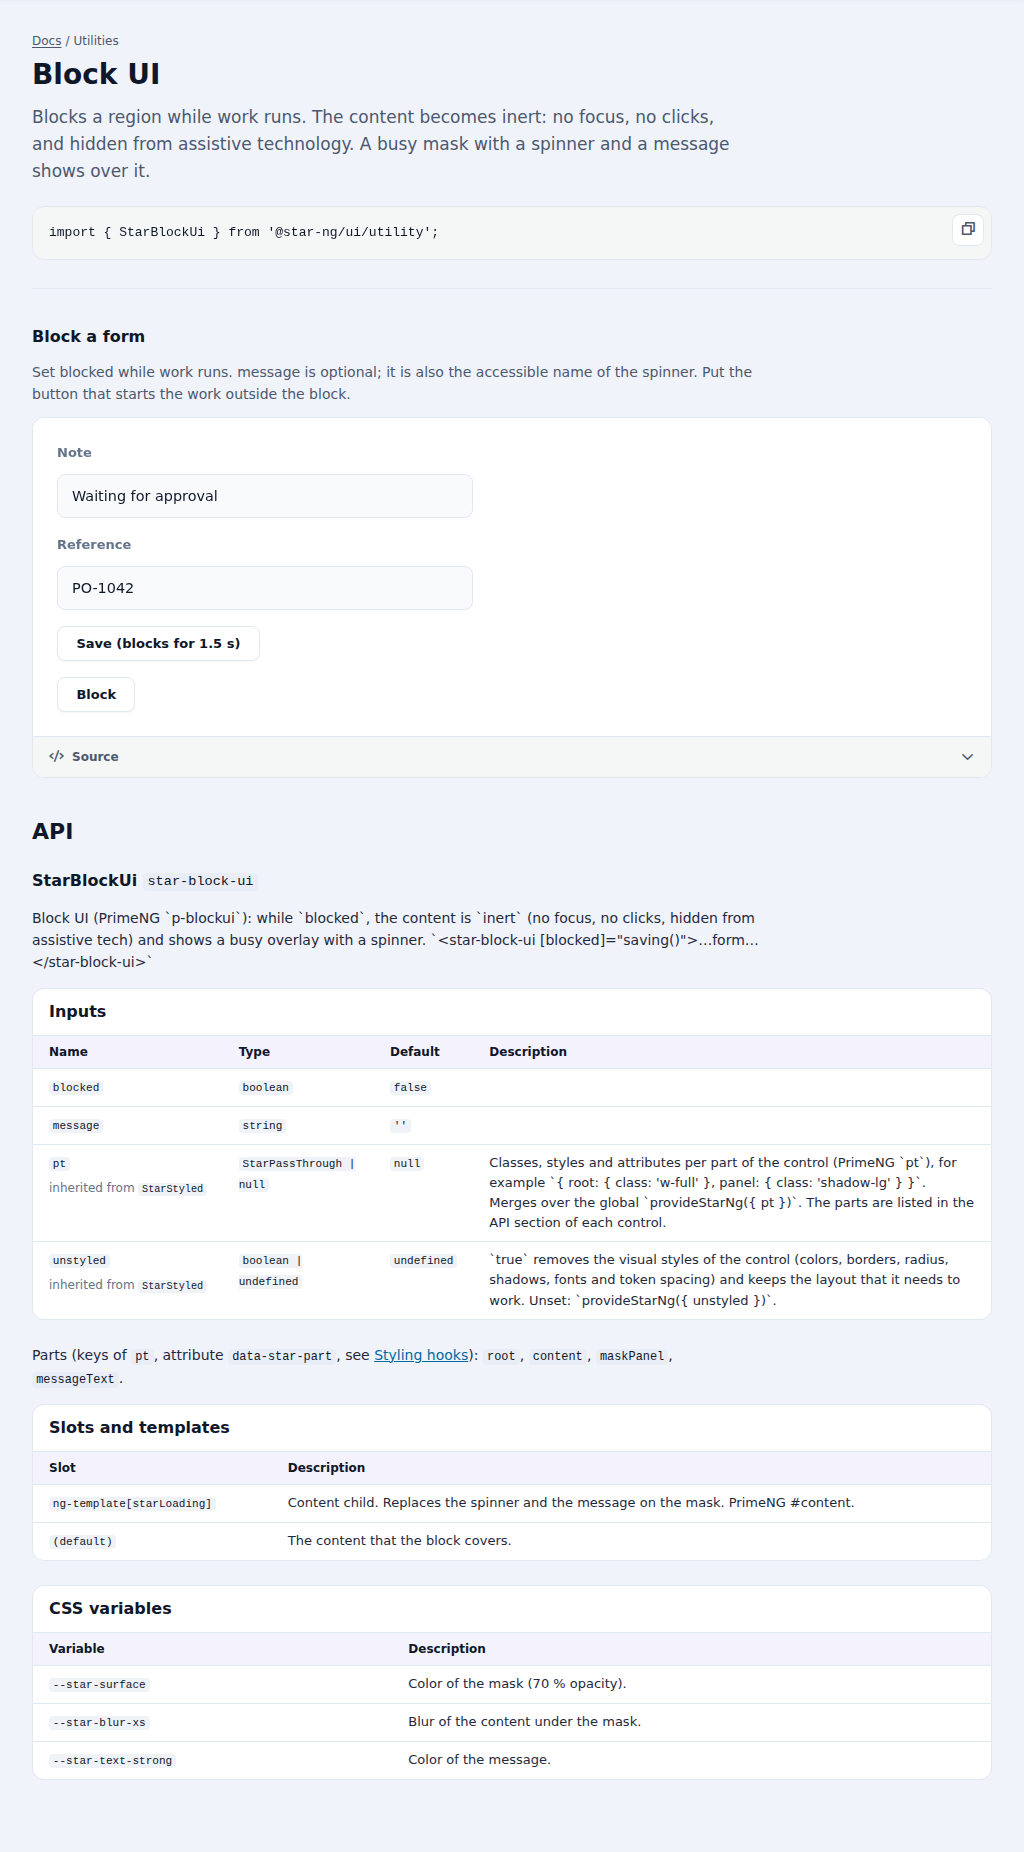 Docs / Utilities
Block UI
Blocks a region while work runs. The content becomes inert: no focus, no clicks,
and hidden from assistive technology. A busy mask with a spinner and a message
shows over it.
import { StarBlockUi } from '@star-ng/ui/utility';
Block a form
Set blocked while work runs. message is optional; it is also the accessible name of the spinner. Put the
button that starts the work outside the block.
Note
Waiting for approval
Reference
PO-1042
Save (blocks for 1.5 s)
Block
Source
API
StarBlockUi star-block-ui
Block UI (PrimeNG `p-blockui`): while `blocked`, the content is `inert` (no focus, no clicks, hidden from
assistive tech) and shows a busy overlay with a spinner. `<star-block-ui [blocked]="saving()">…form…
</star-block-ui>`
Inputs
Name Type Default Description
blocked boolean false
message string ''
pt StarPassThrough | null Classes, styles and attributes per part of the control (PrimeNG `pt`), for
inherited from StarStyled null example `{ root: { class: 'w-full' }, panel: { class: 'shadow-lg' } }`.
Merges over the global `provideStarNg({ pt })`. The parts are listed in the
API section of each control.
unstyled boolean | undefined `true` removes the visual styles of the control (colors, borders, radius,
inherited from StarStyled undefined shadows, fonts and token spacing) and keeps the layout that it needs to
work. Unset: `provideStarNg({ unstyled })`.
Parts (keys of pt, attribute data-star-part, see Styling hooks): root, content, maskPanel,
messageText.
Slots and templates
Slot Description
ng-template[starLoading] Content child. Replaces the spinner and the message on the mask. PrimeNG #content.
(default) The content that the block covers.
CSS variables
Variable Description
--star-surface Color of the mask (70 % opacity).
--star-blur-xs Blur of the content under the mask.
--star-text-strong Color of the message.